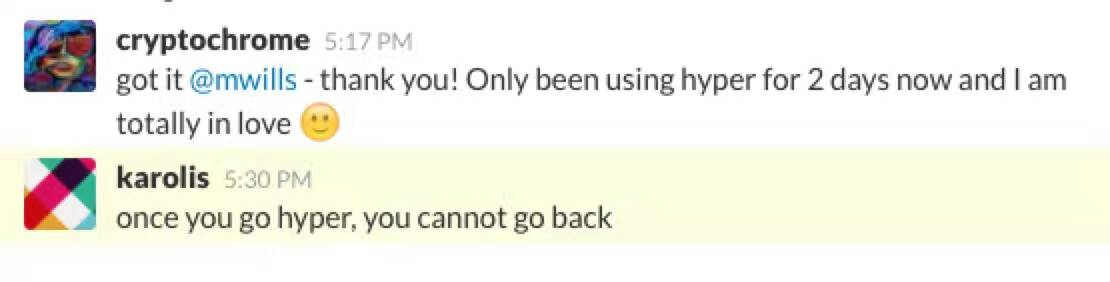 cryptochrome 5:17 PM
got it @mwills - thank you! Only been using hyper for 2 days now and I am
totally in love 🙂
karolis 5:30 PM
once you go hyper, you cannot go back